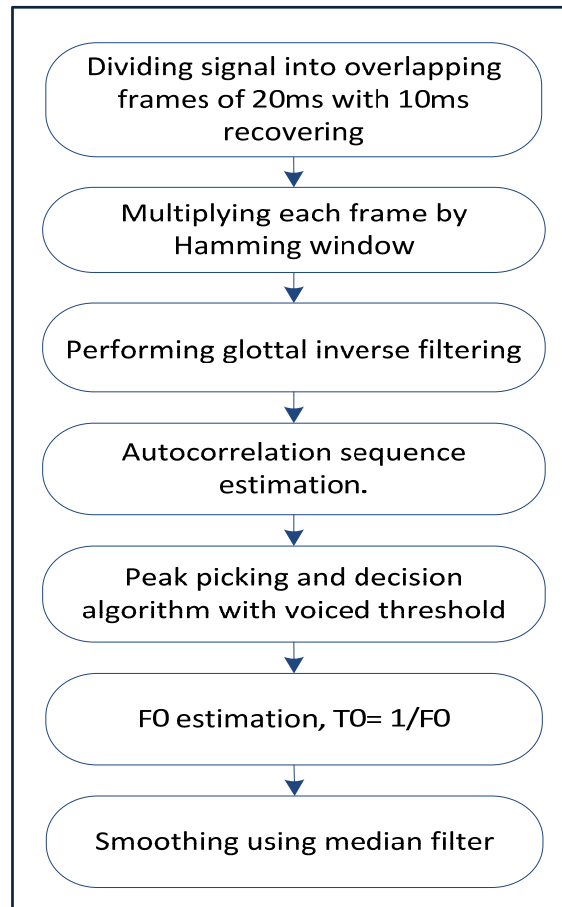 Dividing signal into overlapping
frames of 20ms with 10ms
recovering
Multiplying each frame by
Hamming window
Performing glottal inverse filtering
Autocorrelation sequence
estimation.
Peak picking and decision
algorithm with voiced threshold
F0 estimation, T0= 1/F0
Smoothing using median filter